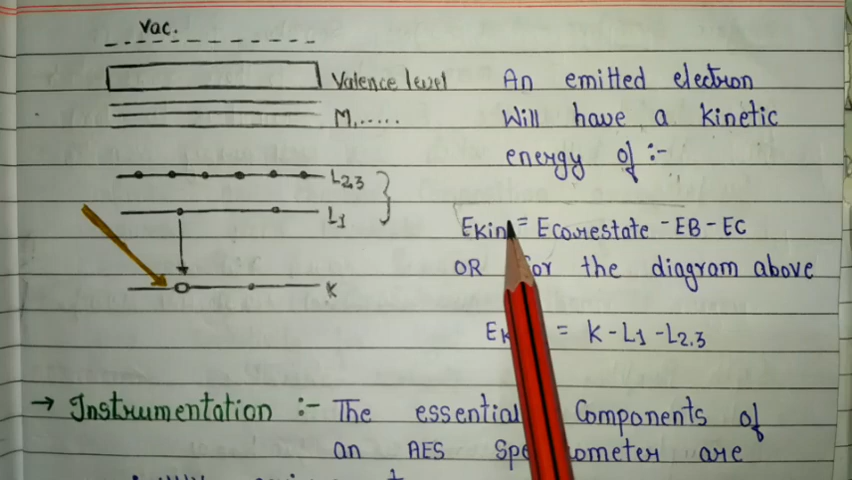 Vac.
Valence level
M,.....
L2,3
L1
K
An emitted electron
Will have a kinetic
energy of :-
EKin = Ecorestate - EB - EC
OR for the diagram above
= K - L1 - L2,3
→ Instrumentation :- The essential Components of
an AES are